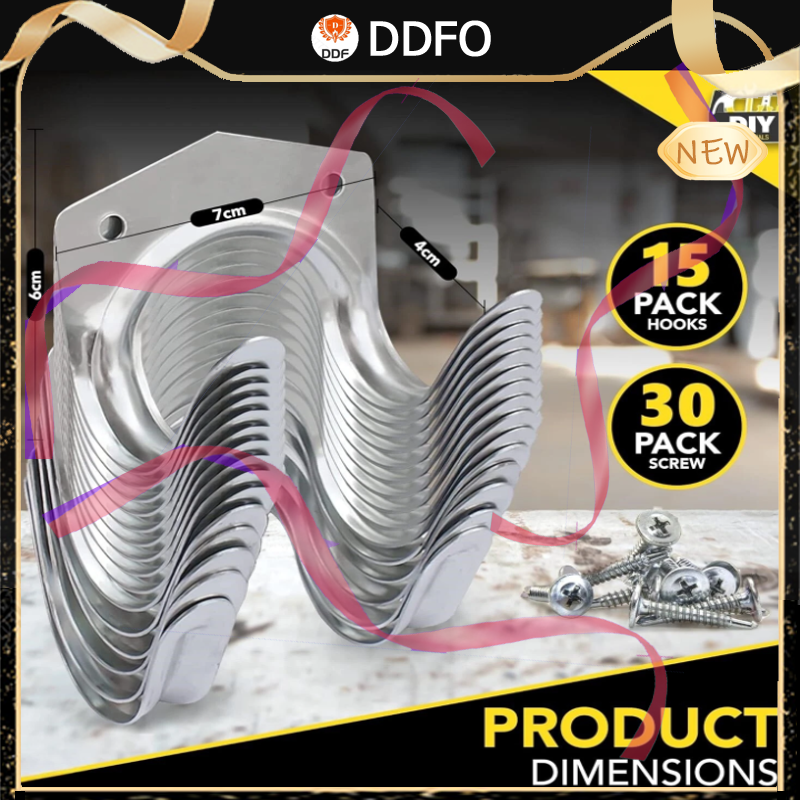 DDF
DDFO
DIY
NEW
7cm
4cm
6cm
15
PACK
HOOKS
30
PACK
SCREW
PRODUCT
DIMENSIONS